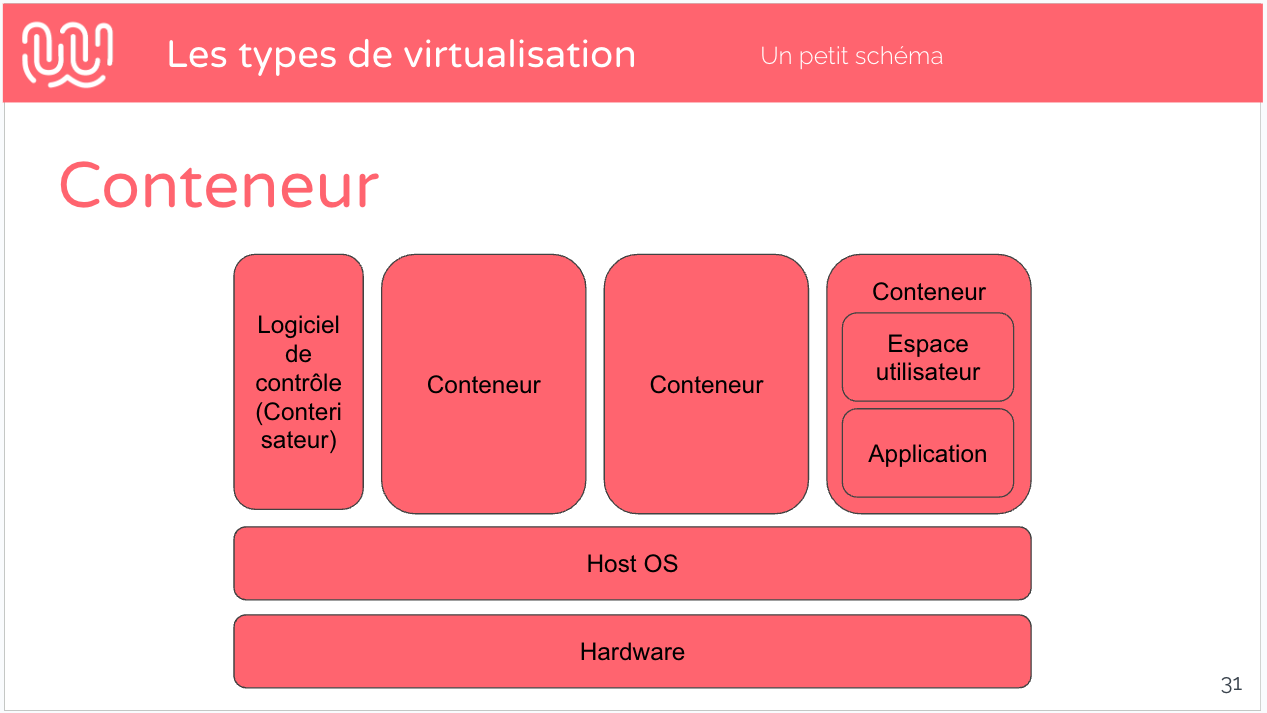 Les types de virtualisation
Un petit schéma
Conteneur
Logiciel
de
contrôle
(Conteri
sateur)
Conteneur
Conteneur
Conteneur
Espace
utilisateur
Application
Host OS
Hardware
31